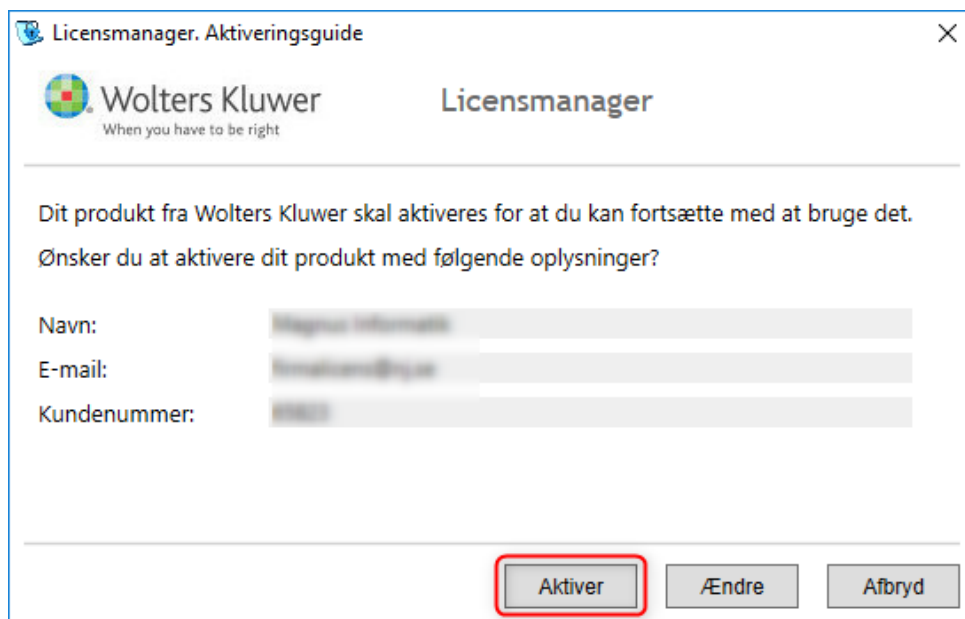 Licensmanager. Aktiveringsguide
Wolters Kluwer
When you have to be right
Licensmanager
Dit produkt fra Wolters Kluwer skal aktiveres for at du kan fortsætte med at bruge det.
Ønsker du at aktivere dit produkt med følgende oplysninger?
Navn:
E-mail:
Kundenummer:
Aktiver Ændre Afbryd